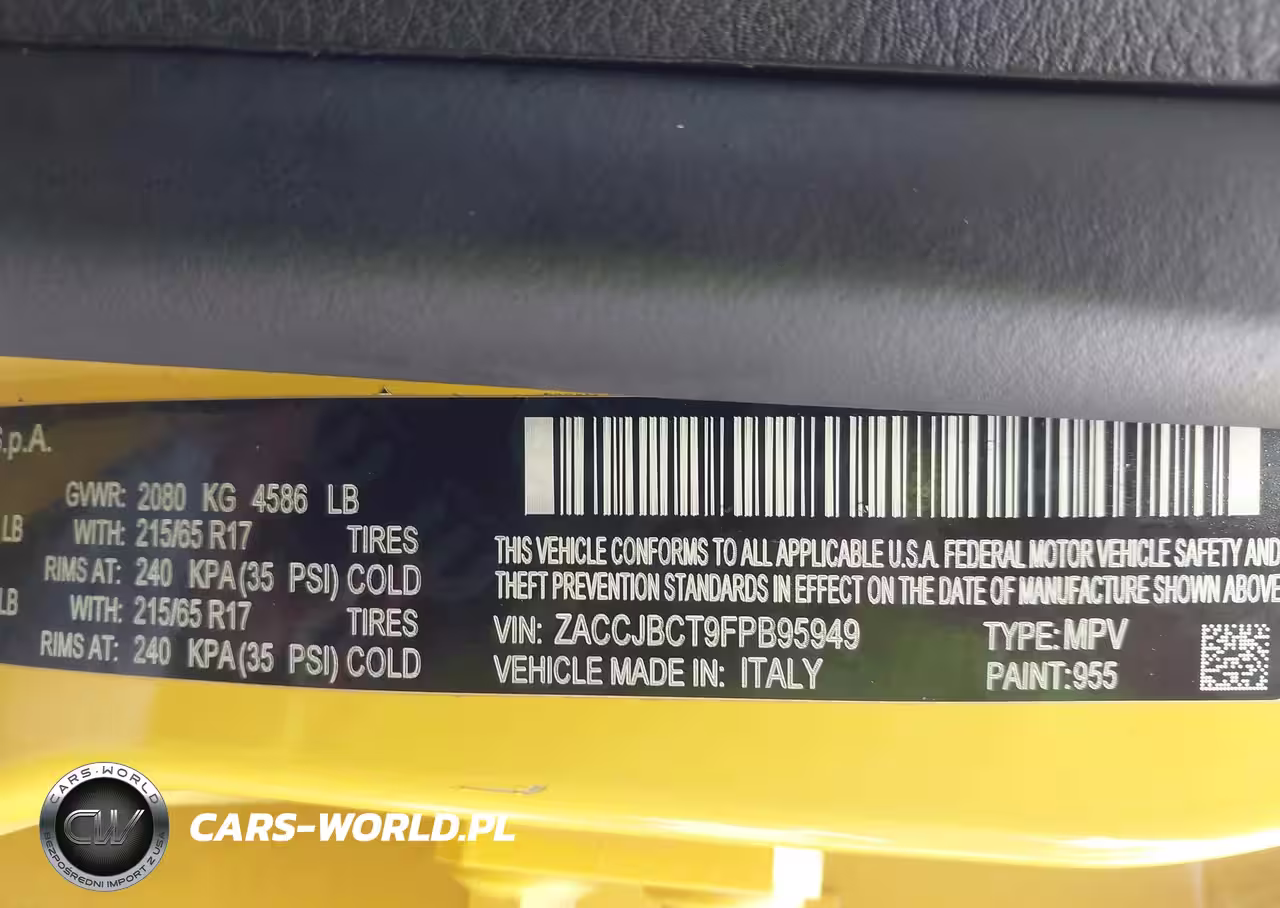 S.p.A.
GVWR: 2080 KG 4586 LB
LB WITH: 215/65 R17 TIRES
RIMS AT: 240 KPA(35 PSI) COLD
LB WITH: 215/65 R17 TIRES
RIMS AT: 240 KPA(35 PSI) COLD
THIS VEHICLE CONFORMS TO ALL APPLICABLE U.S.A. FEDERAL MOTOR VEHICLE SAFETY AND
THEFT PREVENTION STANDARDS IN EFFECT ON THE DATE OF MANUFACTURE SHOWN ABOVE
VIN: ZACCJBCT9FPB95949 TYPE: MPV
VEHICLE MADE IN: ITALY PAINT: 955
CARS-WORLD
CW
BEZPOŚREDNI IMPORT Z USA
CARS-WORLD.PL